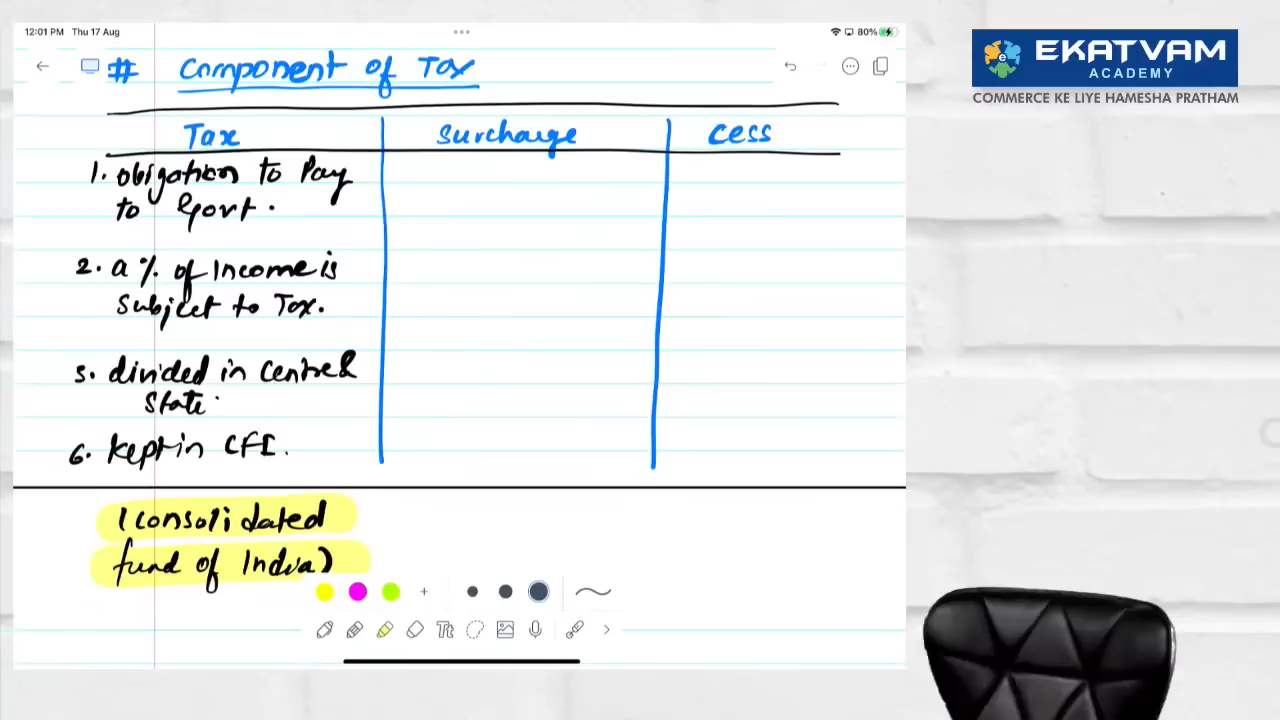 12:01 PM Thu 17 Aug
80%
EKATVAM
ACADEMY
COMMERCE KE LIYE HAMESHA PRATHAM
# Component of Tax
Tax Surcharge Cess
1. obligation to Pay
to Govt.
2. a % of Income is
Subject to Tax.
5. divided in Centre &
State
6. kept in CFI.
(Consolidated
fund of India)
Tt